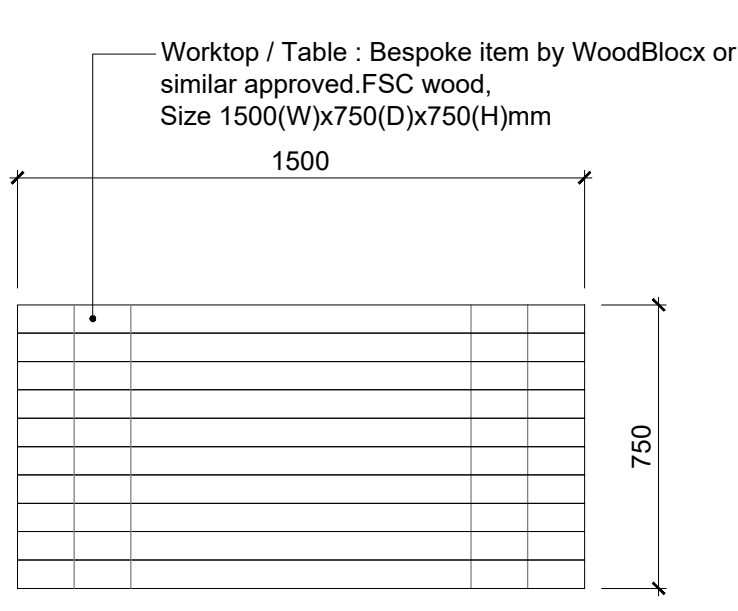 Worktop / Table : Bespoke item by WoodBlocx or
similar approved.FSC wood,
Size 1500(W)x750(D)x750(H)mm
1500
750